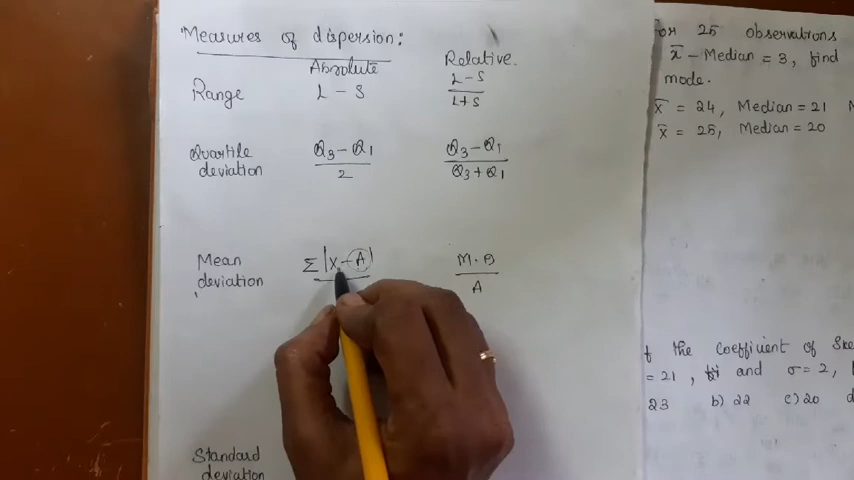 Measures of dispersion:
Absolute Relative.
Range L - S L - S
L + S
Quartile deviation Q3 - Q1 Q3 - Q1
2 Q3 + Q1
Mean deviation Σ |X - A| M.D
A
Standard
deviation
For 25 observations
x̄ - Median = 3, find
mode.
x̄ = 24, Median = 21
x̄ = 25, Median = 20
the coefficient of Ske
= 21, and σ = 2,
23 b) 22 c) 20 d